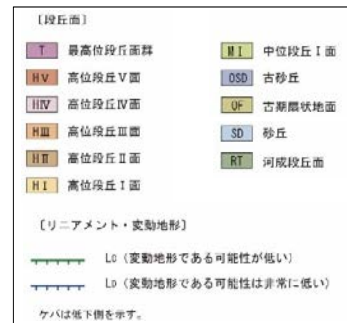 ［段丘面］
T 最高位段丘面群
HⅤ 高位段丘Ⅴ面
HⅣ 高位段丘Ⅳ面
HⅢ 高位段丘Ⅲ面
HⅡ 高位段丘Ⅱ面
HⅠ 高位段丘Ⅰ面
MⅠ 中位段丘Ⅰ面
OSD 古砂丘
OF 古期扇状地面
SD 砂丘
RT 河成段丘面
［リニアメント・変動地形］
LC （変動地形である可能性が低い）
LD （変動地形である可能性は非常に低い）
ケバは低下側を示す。